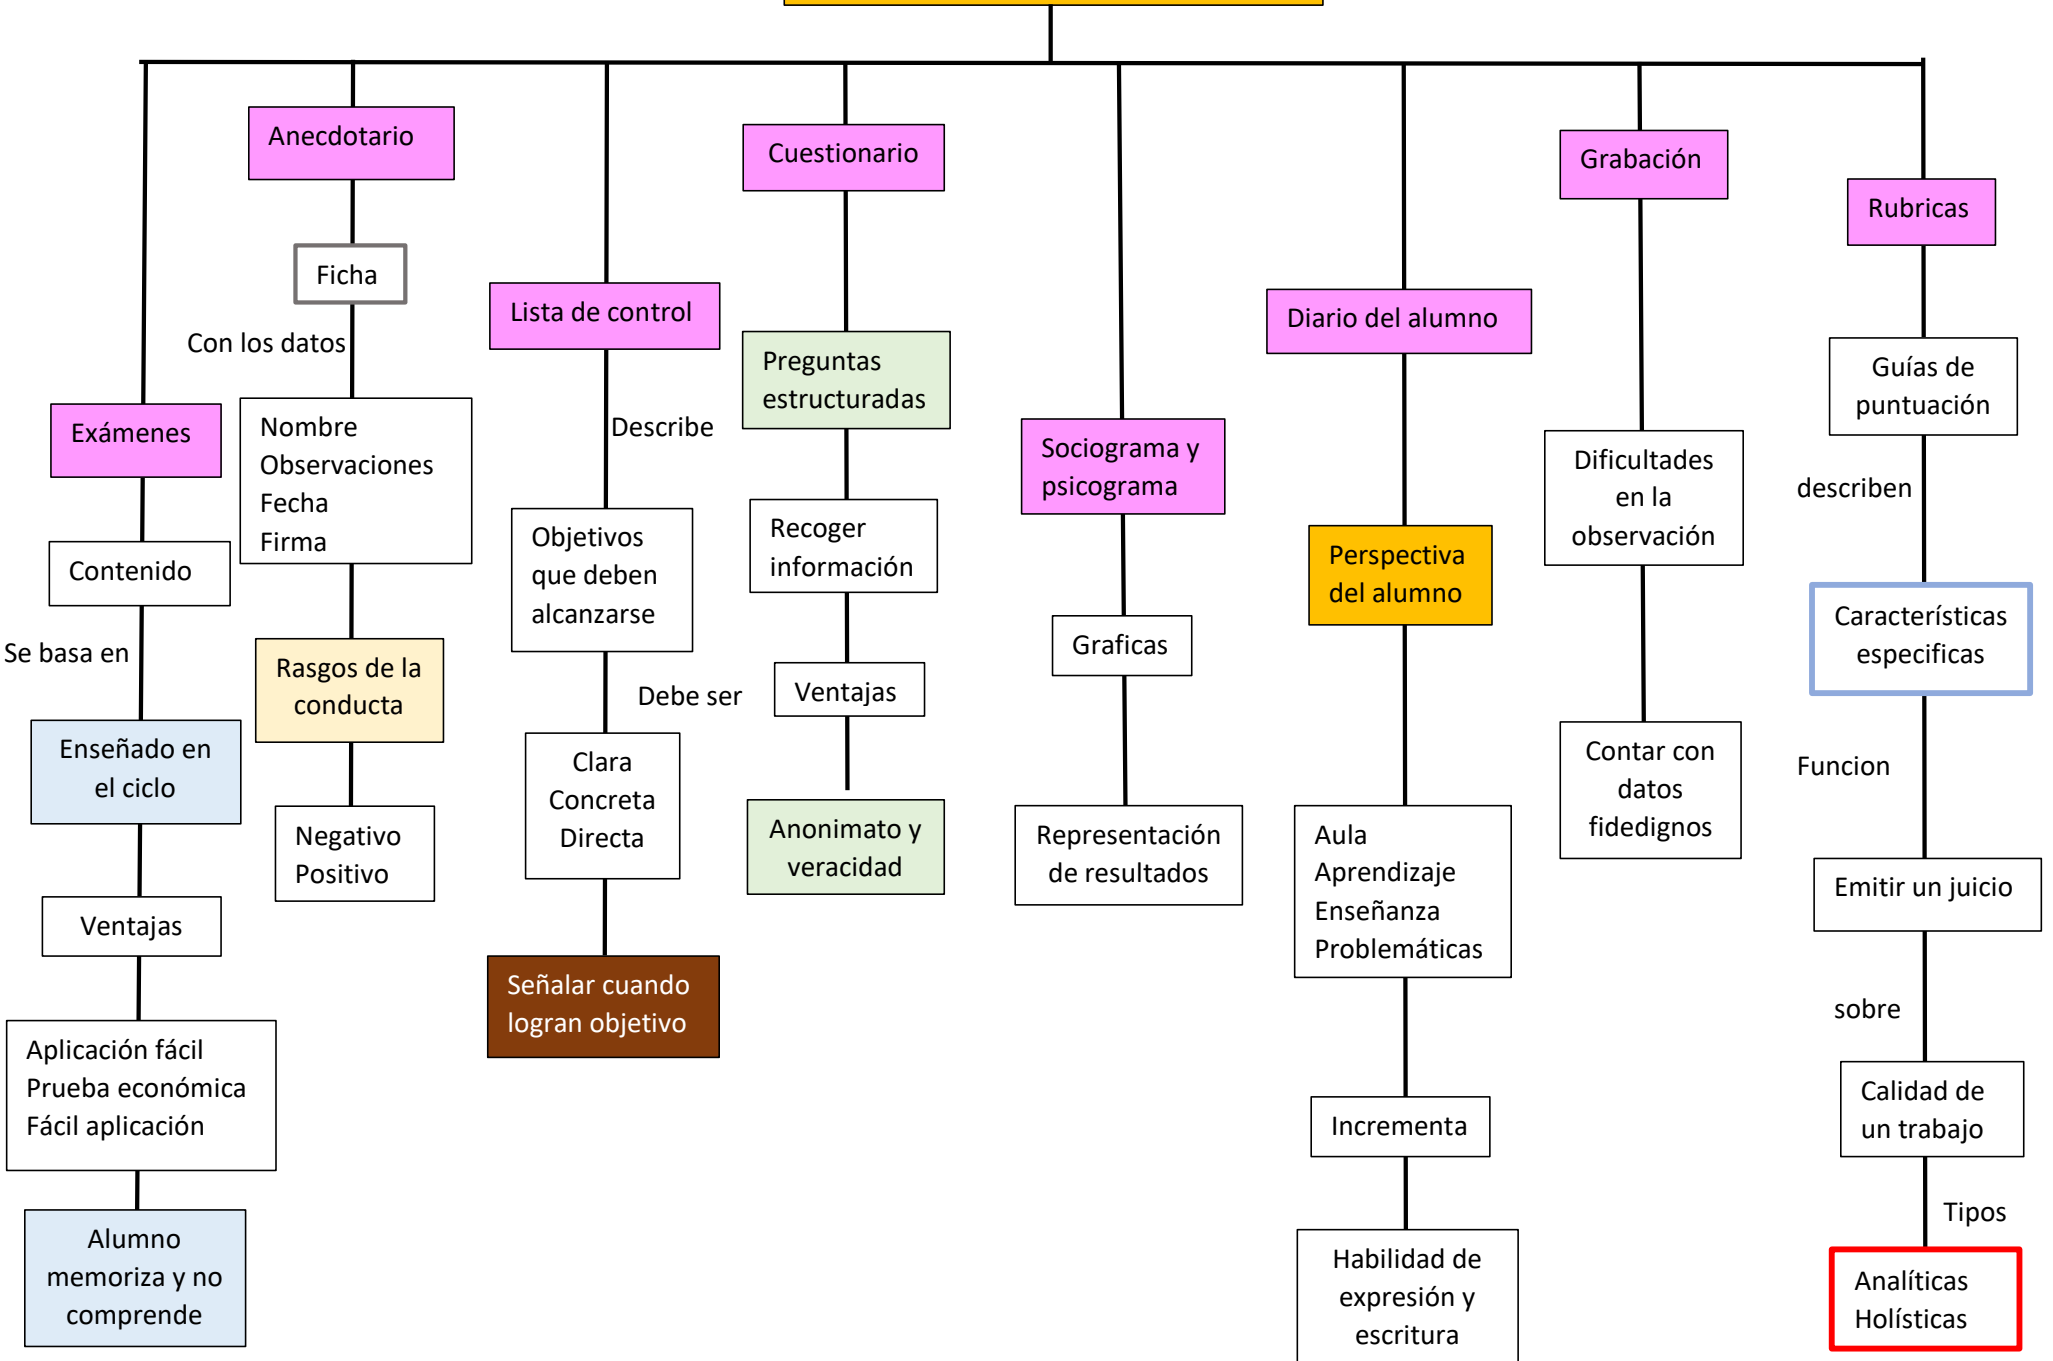 Exámenes
Contenido
Se basa en
Enseñado en
el ciclo
Ventajas
Aplicación fácil
Prueba económica
Fácil aplicación
Alumno
memoriza y no
comprende
Anecdotario
Ficha
Con los datos
Nombre
Observaciones
Fecha
Firma
Rasgos de la
conducta
Negativo
Positivo
Lista de control
Describe
Objetivos
que deben
alcanzarse
Debe ser
Clara
Concreta
Directa
Señalar cuando
logran objetivo
Cuestionario
Preguntas
estructuradas
Recoger
información
Ventajas
Anonimato y
veracidad
Sociograma y
psicograma
Graficas
Representación
de resultados
Diario del alumno
Perspectiva
del alumno
Aula
Aprendizaje
Enseñanza
Problemáticas
Incrementa
Habilidad de
expresión y
escritura
Grabación
Dificultades
en la
observación
Contar con
datos
fidedignos
Rubricas
Guías de
puntuación
describen
Características
especificas
Funcion
Emitir un juicio
sobre
Calidad de
un trabajo
Tipos
Analíticas
Holísticas